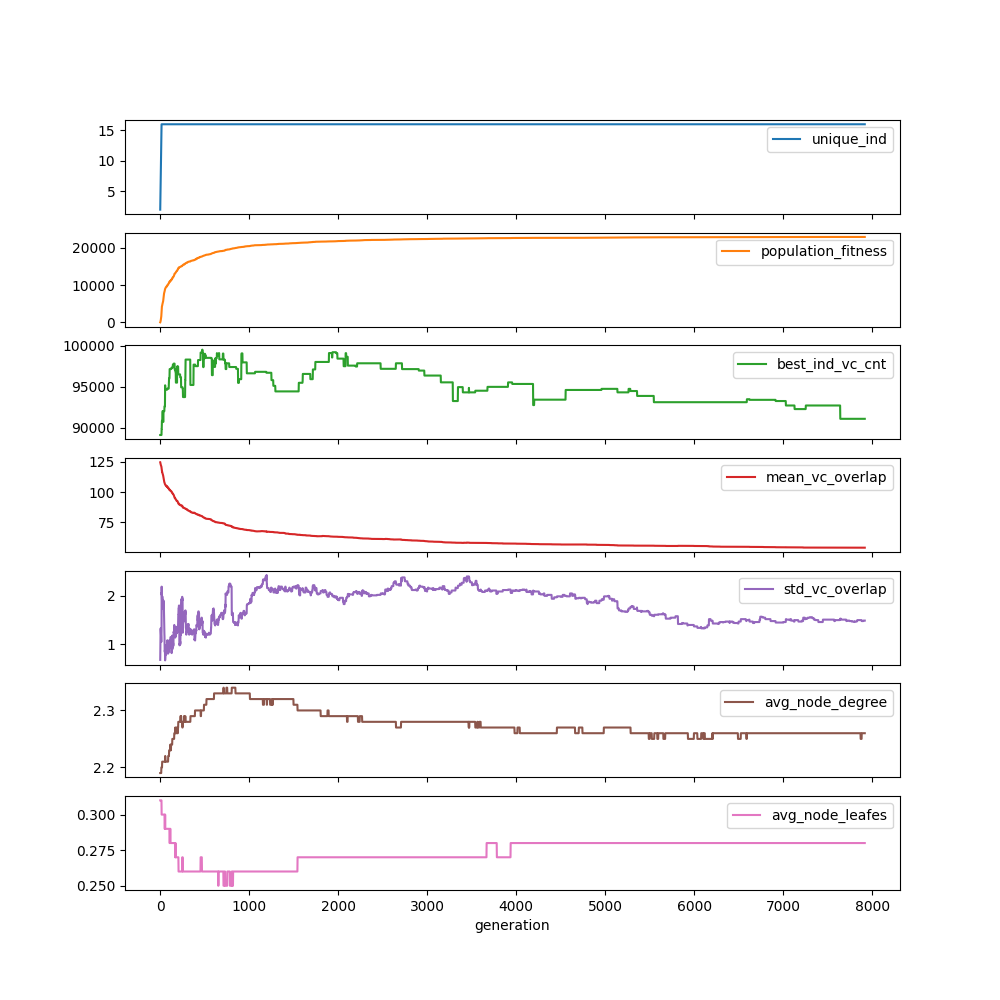 15
10
5
unique_ind
20000
10000
0
population_fitness
100000
95000
90000
best_ind_vc_cnt
125
100
75
mean_vc_overlap
2
1
std_vc_overlap
2.3
2.2
avg_node_degree
0.300
0.275
0.250
avg_node_leafes
0 1000 2000 3000 4000 5000 6000 7000 8000
generation